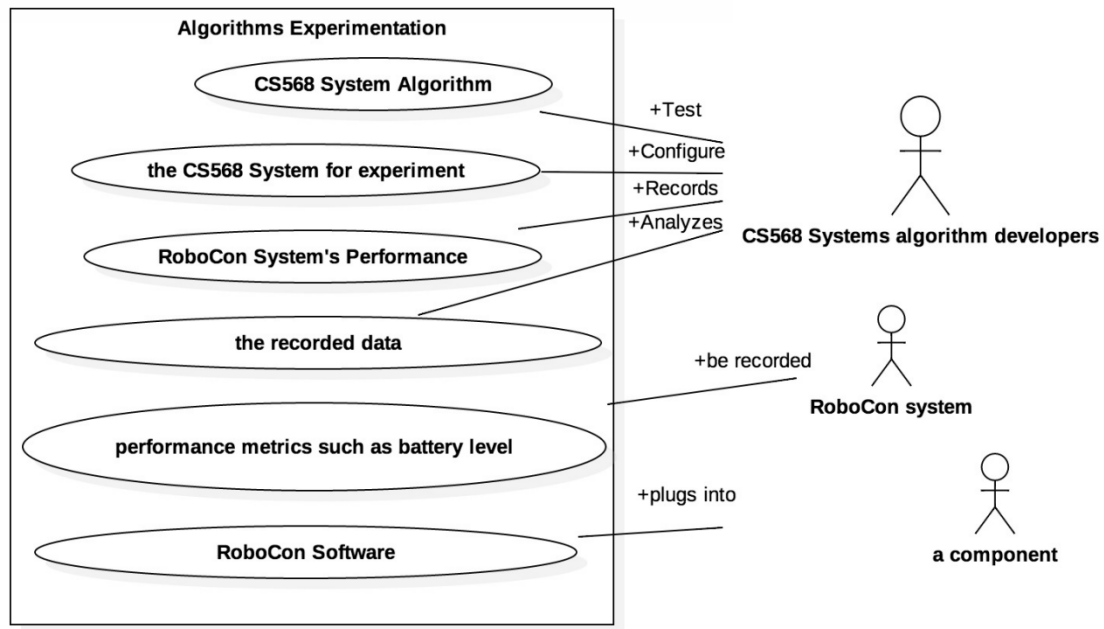 Algorithms Experimentation
CS568 System Algorithm
+Test
+Configure
the CS568 System for experiment
+Records
+Analyzes
CS568 Systems algorithm developers
RoboCon System's Performance
the recorded data
+be recorded
RoboCon system
performance metrics such as battery level
+plugs into
RoboCon Software
a component